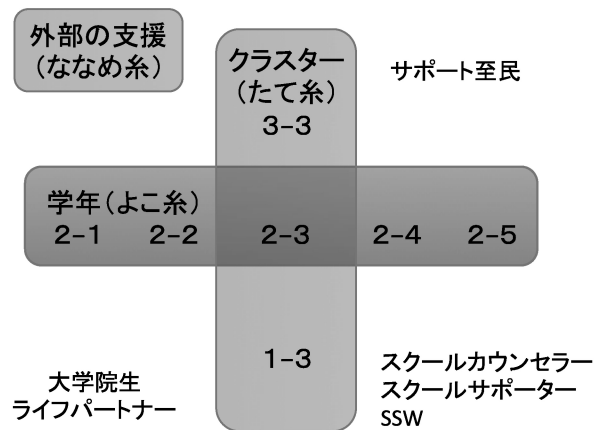 外部の支援
(ななめ糸)
クラスター
(たて糸)
3-3
サポート至民
学年(よこ糸)
2-1 2-2 2-3 2-4 2-5
1-3
大学院生
ライフパートナー
スクールカウンセラー
スクールサポーター
SSW